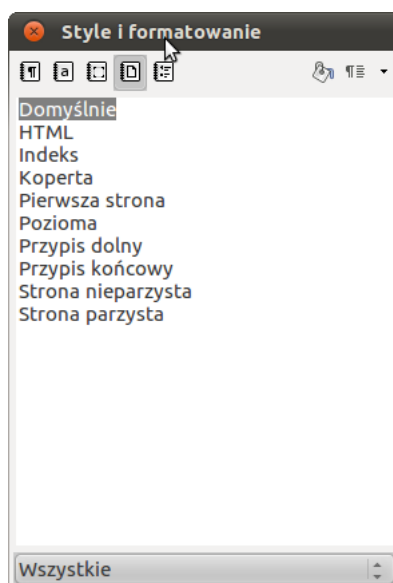 Style i formatowanie
Domyślnie
HTML
Indeks
Koperta
Pierwsza strona
Pozioma
Przypis dolny
Przypis końcowy
Strona nieparzysta
Strona parzysta
Wszystkie